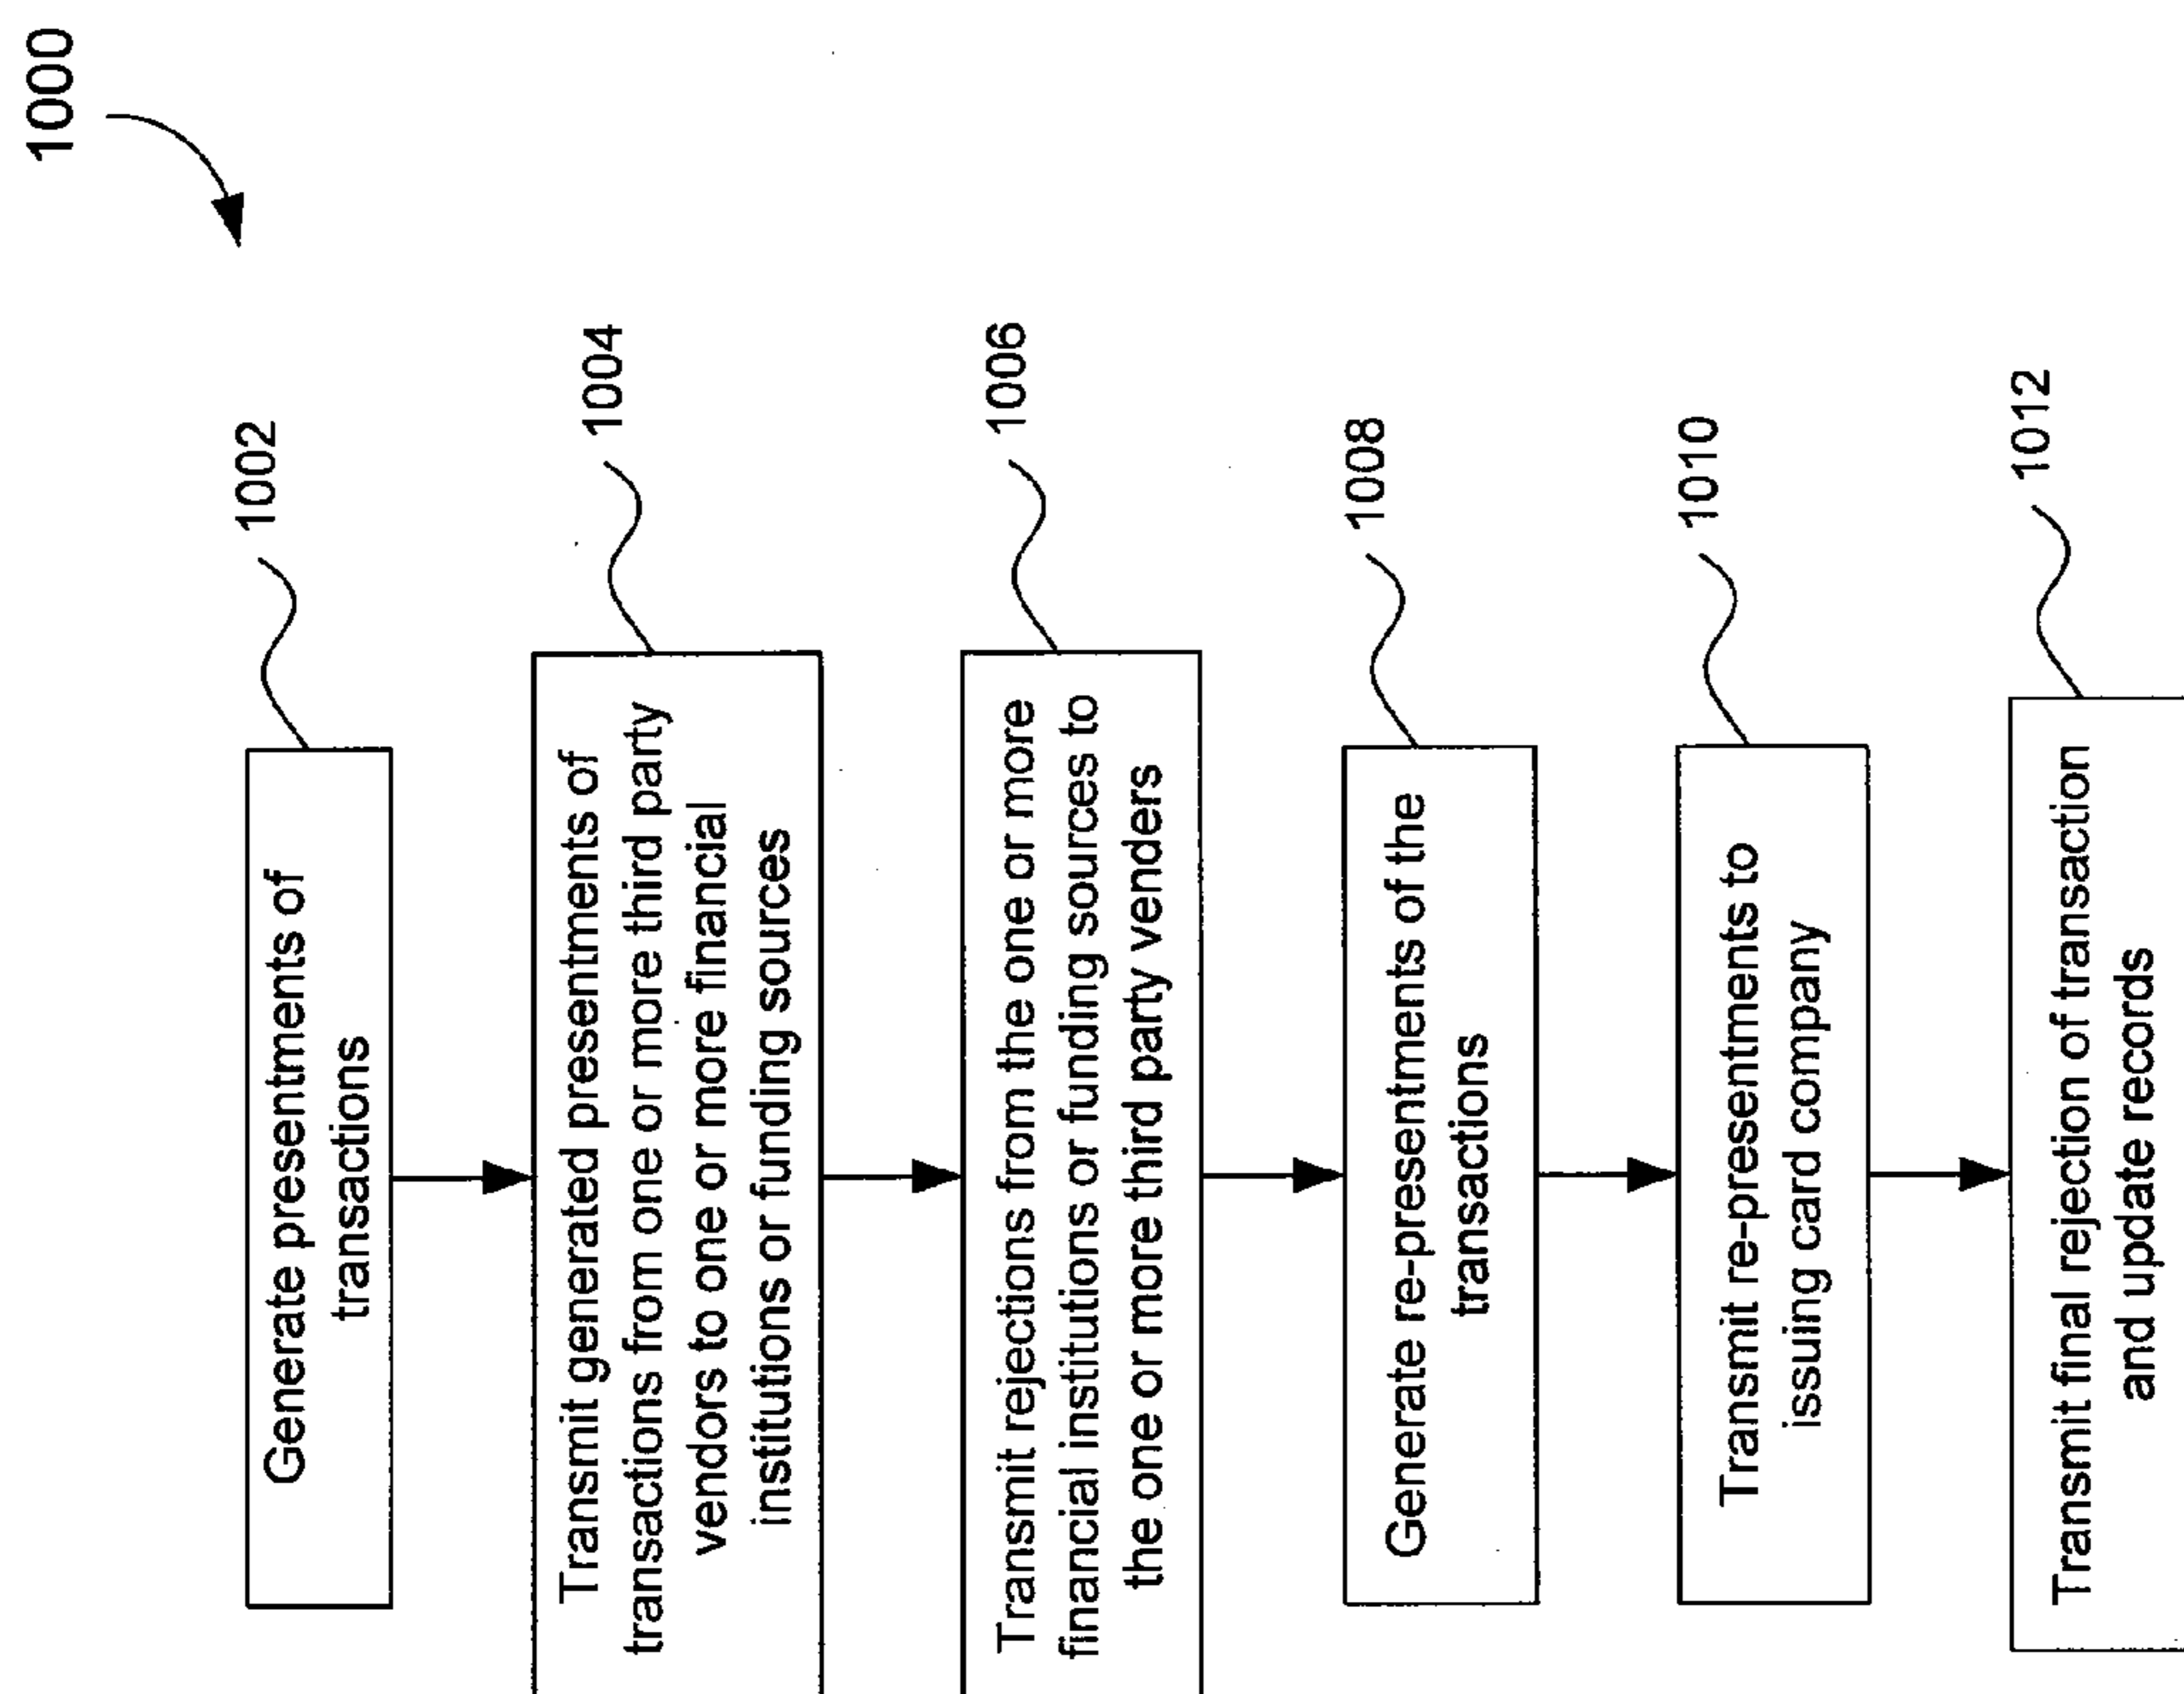 1000
1002
Generate presentments of
transactions
1004
Transmit generated presentments of
transactions from one or more third party
vendors to one or more financial
institutions or funding sources
1006
Transmit rejections from the one or more
financial institutions or funding sources to
the one or more third party venders
1008
Generate re-presentments of the
transactions
1010
Transmit re-presentments to
issuing card company
1012
Transmit final rejection of transaction
and update records